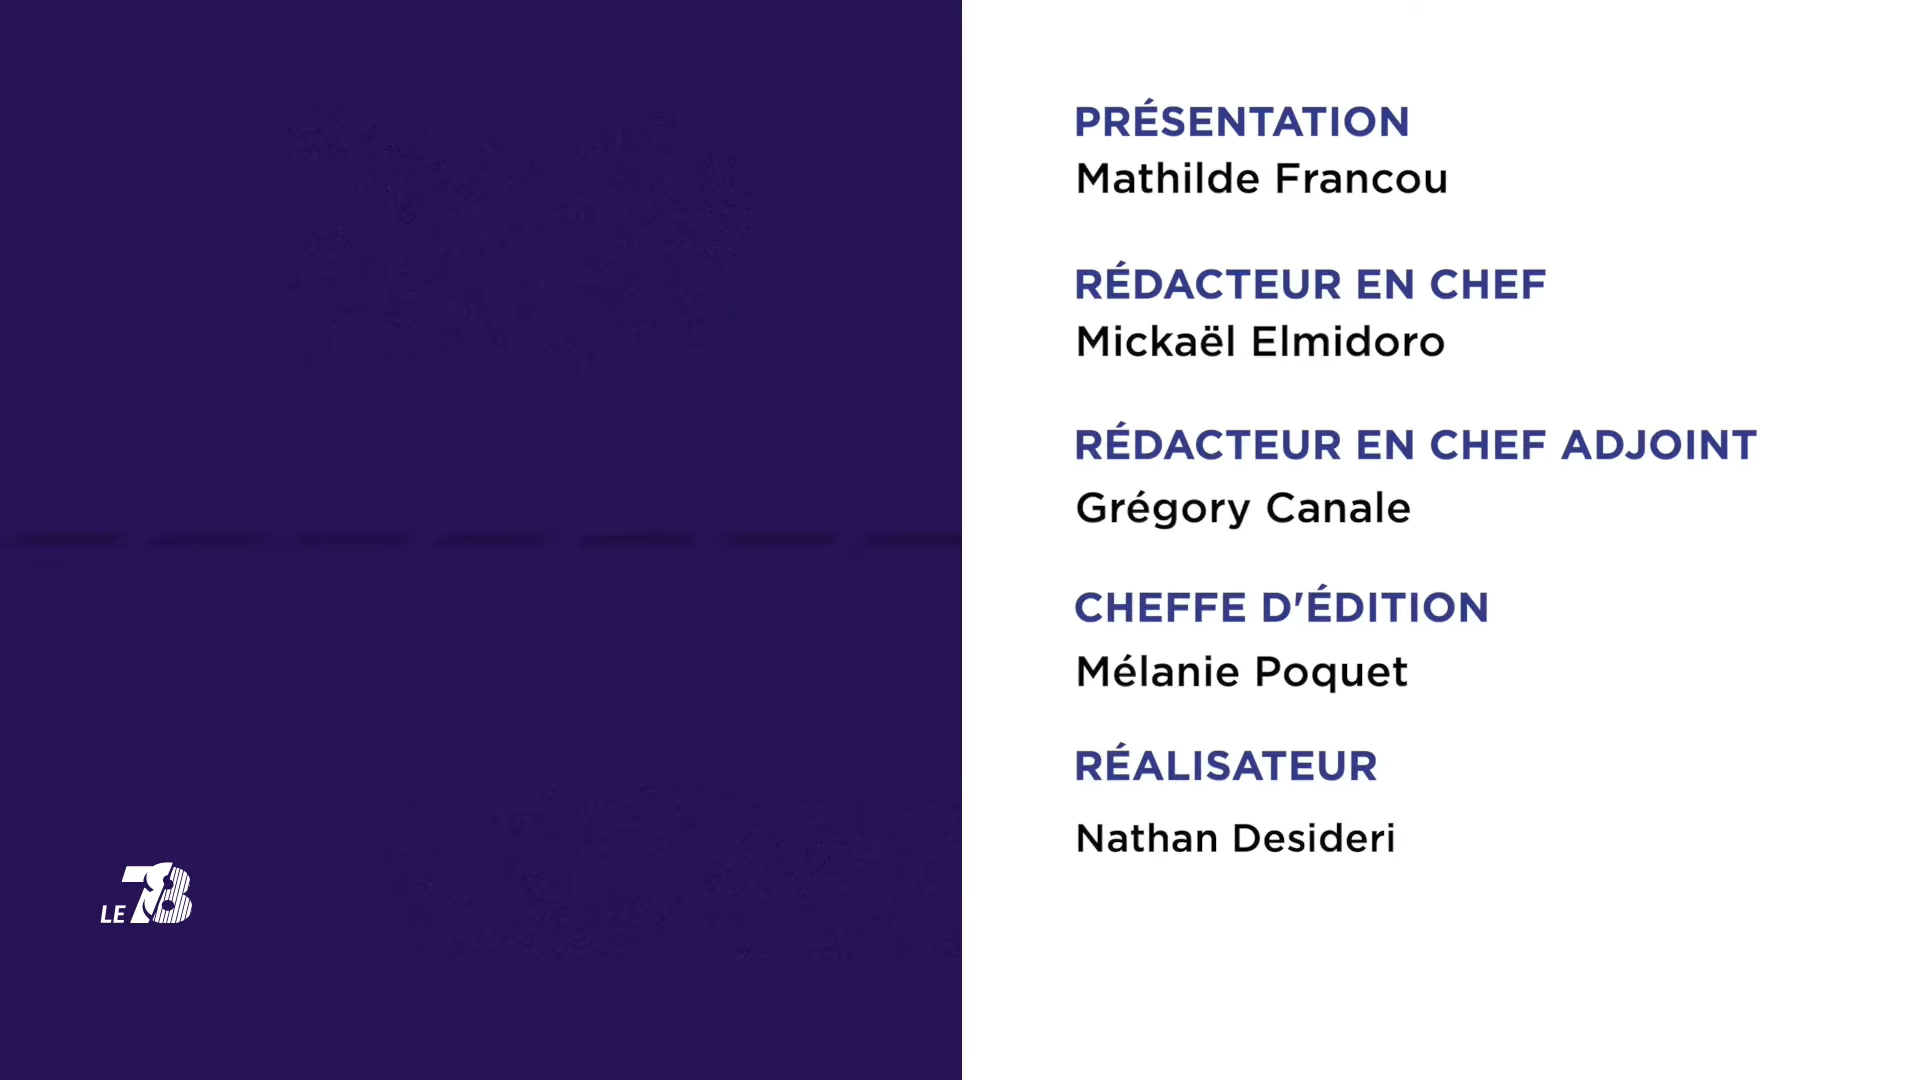 PRÉSENTATION
Mathilde Francou
RÉDACTEUR EN CHEF
Mickaël Elmidoro
RÉDACTEUR EN CHEF ADJOINT
Grégory Canale
CHEFFE D'ÉDITION
Mélanie Poquet
RÉALISATEUR
Nathan Desideri
LE 78